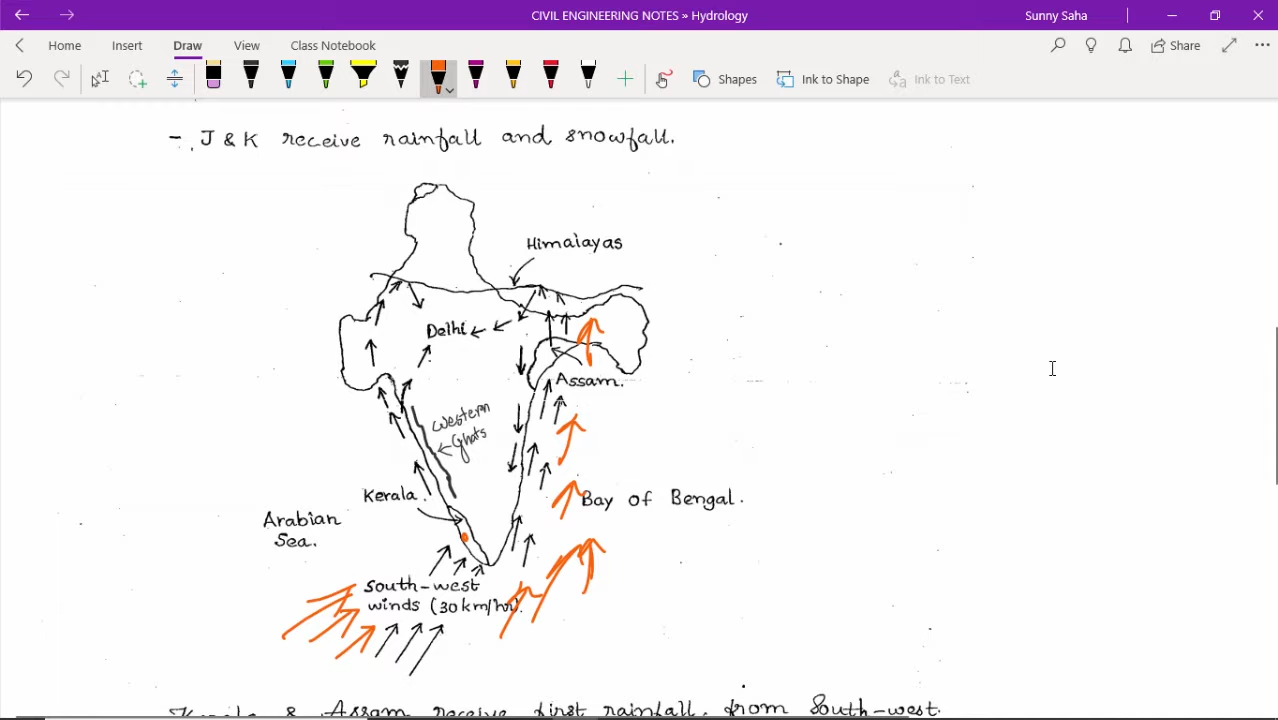 CIVIL ENGINEERING NOTES » Hydrology
Sunny Saha
Home Insert Draw View Class Notebook
Share
Shapes
Ink to Shape
Ink to Text
- J & K receive rainfall and snowfall.
Himalayas
Delhi
Assam.
Western
Ghats
Kerala.
Bay of Bengal.
Arabian
Sea.
South-west
winds (30 km/hr).
Kerala & Assam receive first rainfall, from South-west